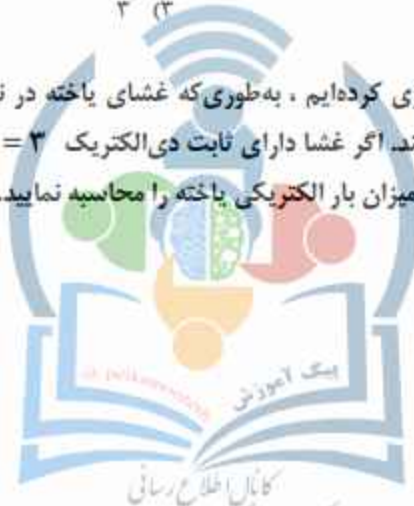 ۳) ۳
ی کرده‌ایم ، به‌طوری‌که غشای یاخته در ن
ند. اگر غشا دارای ثابت دی‌الکتریک ۳ =
میزان بار الکتریکی یاخته را محاسبه نمایید.
پیک آموزش
کانال اطلاع رسانی